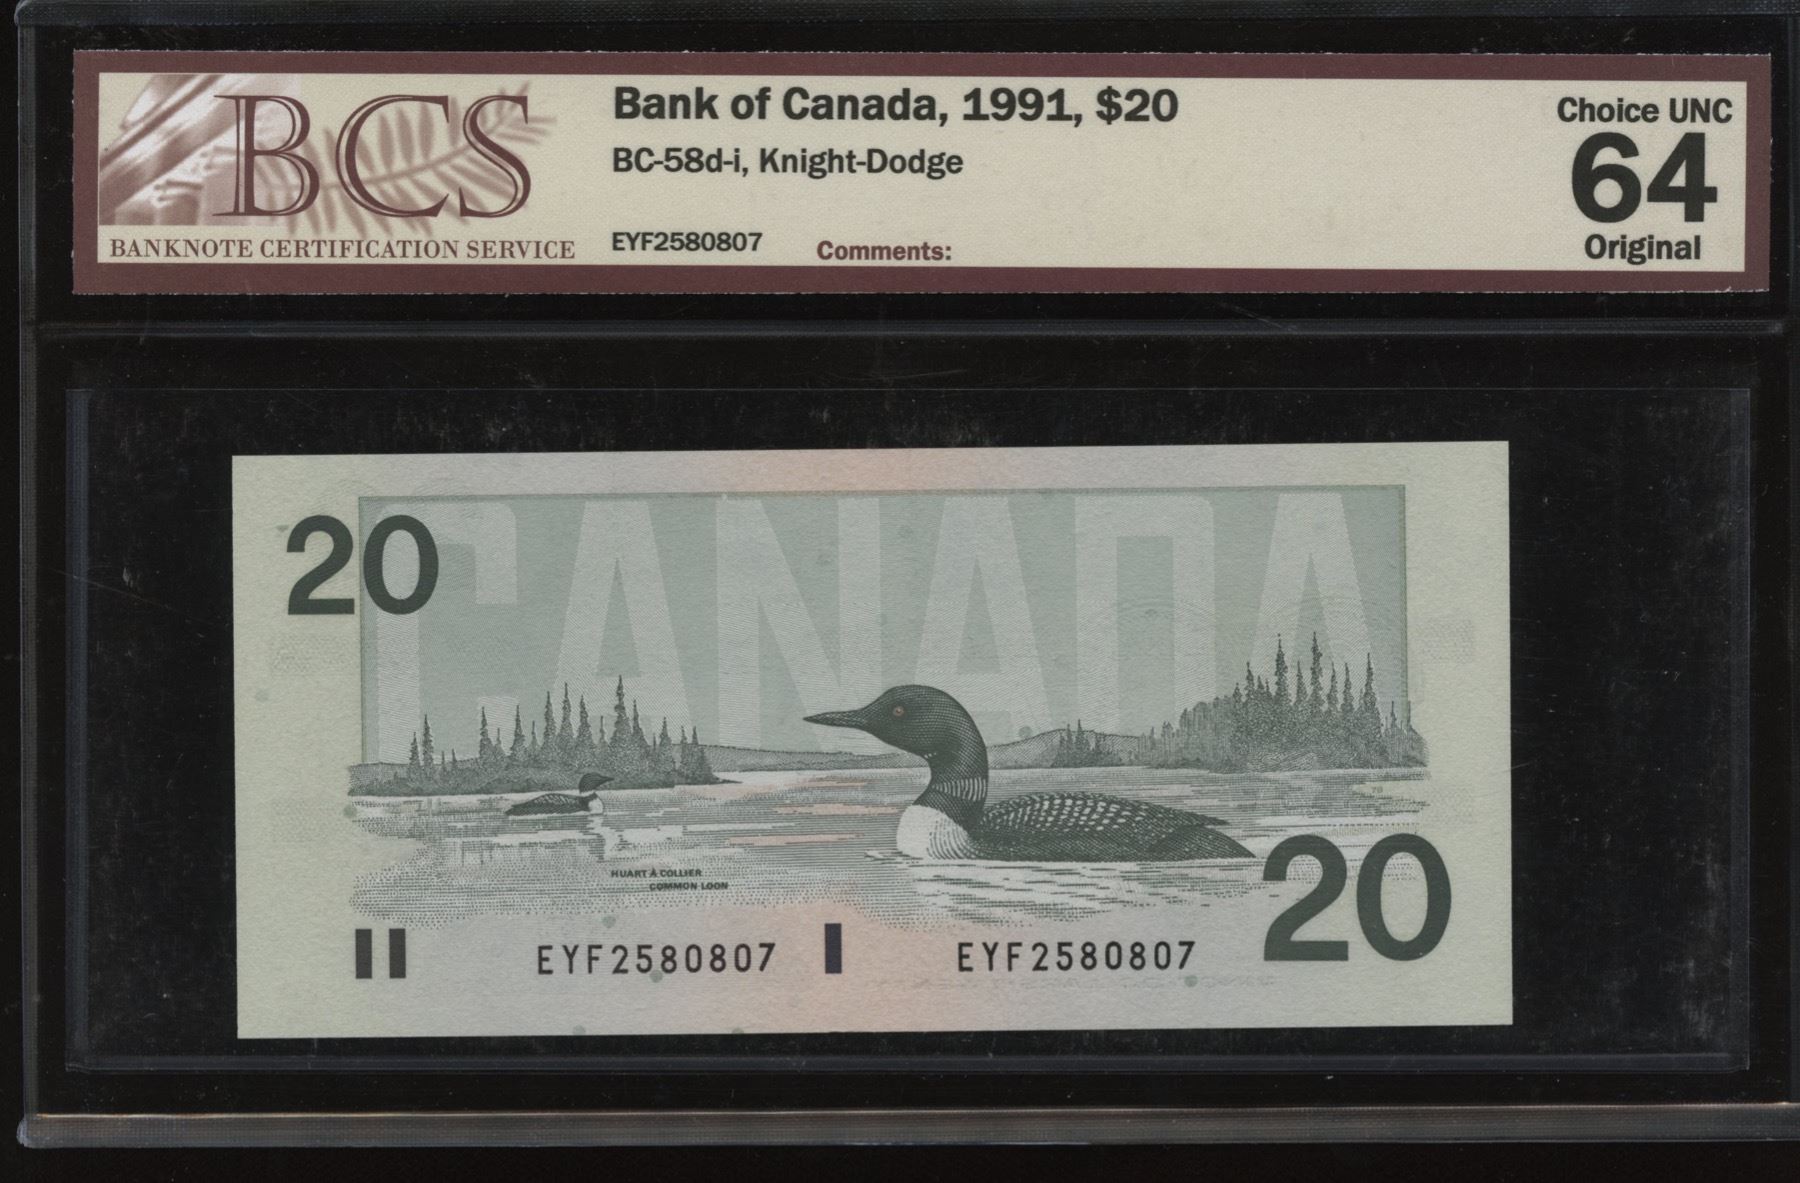 BCS
BANKNOTE CERTIFICATION SERVICE
Bank of Canada, 1991, $20
BC-58d-i, Knight-Dodge
EYF2580807 Comments:
Choice UNC
64
Original
20
CANADA
HUART À COLLIER
COMMON LOON
20
EYF2580807 EYF2580807